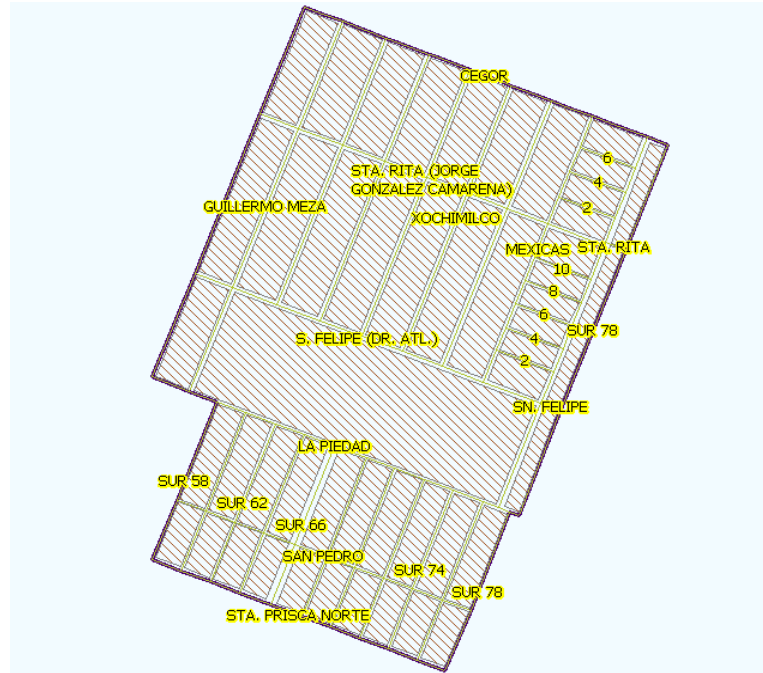 CEGOR
6
STA. RITA (JORGE
GONZALEZ CAMARENA)
4
GUILLERMO MEZA
2
XOCHIMILCO
MEXICAS
STA. RITA
10
8
6
SUR 78
S. FELIPE (DR. ATL.)
4
2
SN. FELIPE
LA PIEDAD
SUR 58
SUR 62
SUR 66
SAN PEDRO
SUR 74
SUR 78
STA. PRISCA NORTE